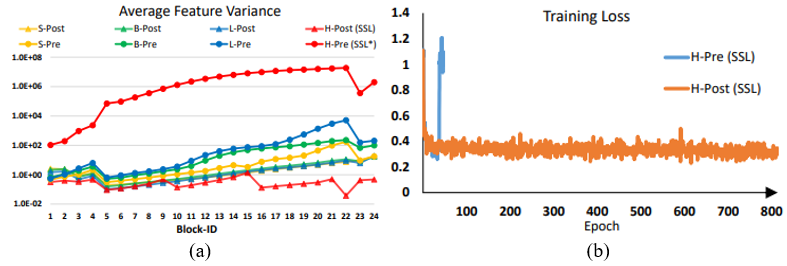 Average Feature Variance
S-Post B-Post L-Post H-Post (SSL)
S-Pre B-Pre L-Pre H-Pre (SSL*)
1.0E+08
1.0E+06
1.0E+04
1.0E+02
1.0E+00
1.0E-02
1 2 3 4 5 6 7 8 9 10 11 12 13 14 15 16 17 18 19 20 21 22 23 24
Block-ID
(a)
Training Loss
1.4
1.2
1
0.8
0.6
0.4
0.2
0
H-Pre (SSL)
H-Post (SSL)
100 200 300 400 500 600 700 800
Epoch
(b)